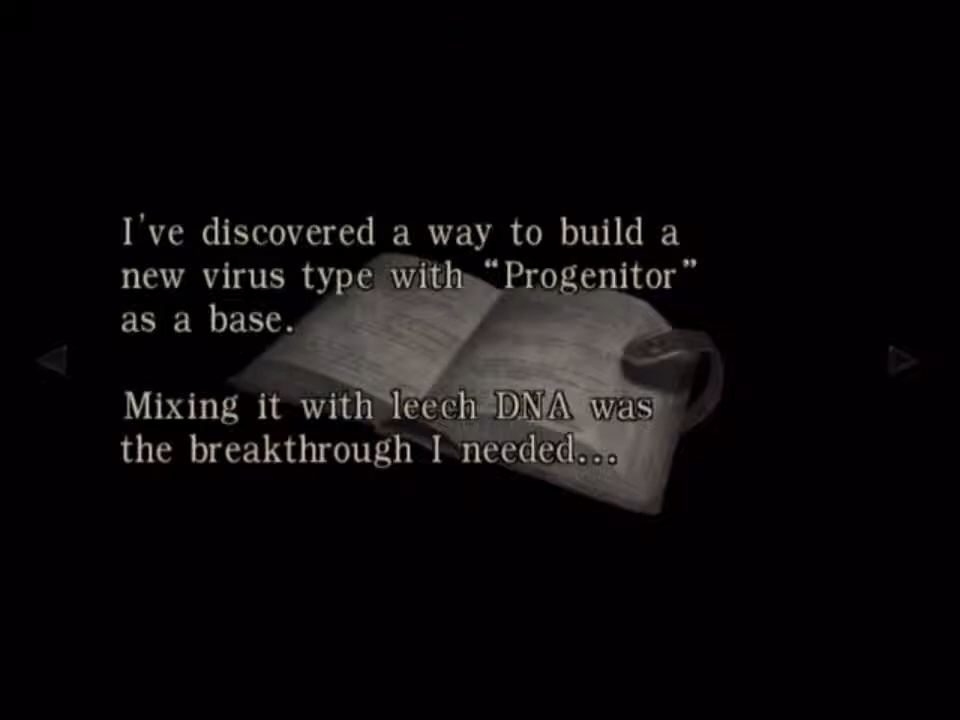 I've discovered a way to build a
new virus type with “Progenitor”
as a base.
Mixing it with leech DNA was
the breakthrough I needed...